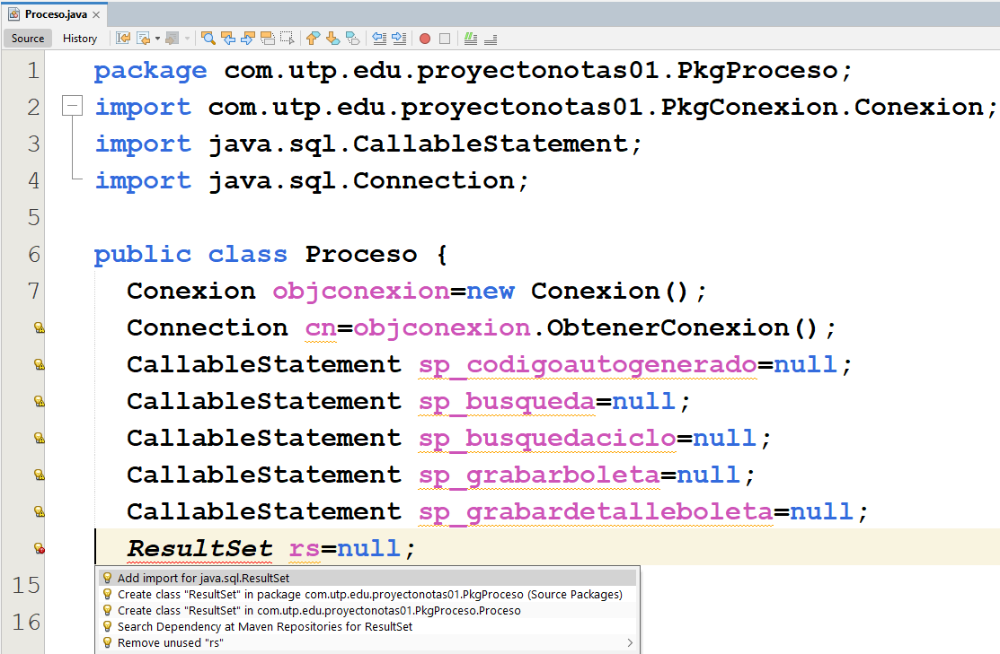 Proceso.java
Source History
1 package com.utp.edu.proyectonotas01.PkgProceso;
2 import com.utp.edu.proyectonotas01.PkgConexion.Conexion;
3 import java.sql.CallableStatement;
4 import java.sql.Connection;
5
6 public class Proceso {
7 Conexion objconexion=new Conexion();
Connection cn=objconexion.ObtenerConexion();
CallableStatement sp_codigoautogenerado=null;
CallableStatement sp_busqueda=null;
CallableStatement sp_busquedaciclo=null;
CallableStatement sp_grabarboleta=null;
CallableStatement sp_grabardetalleboleta=null;
ResultSet rs=null;
15
16
Add import for java.sql.ResultSet
Create class "ResultSet" in package com.utp.edu.proyectonotas01.PkgProceso (Source Packages)
Create class "ResultSet" in com.utp.edu.proyectonotas01.PkgProceso.Proceso
Search Dependency at Maven Repositories for ResultSet
Remove unused "rs"